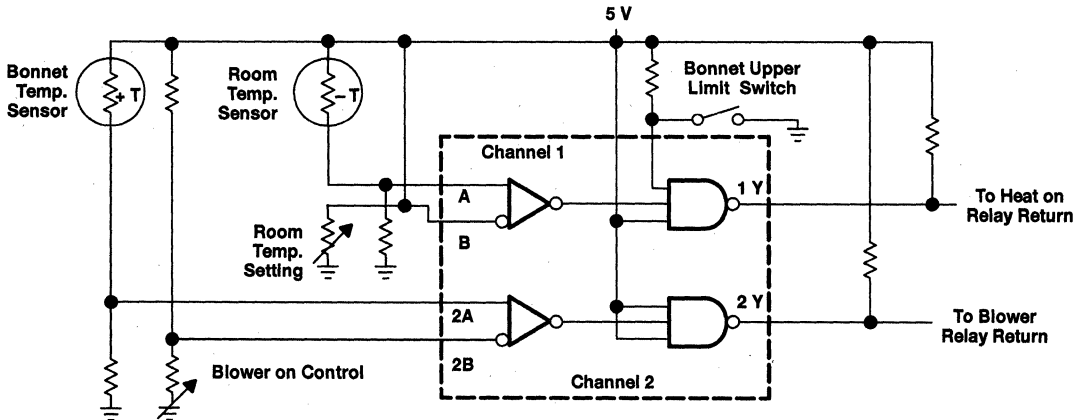 5 V
Bonnet
Temp.
Sensor
+ T
Room
Temp.
Sensor
– T
Bonnet Upper
Limit Switch
Channel 1
A
B
1 Y
To Heat on
Relay Return
Room
Temp.
Setting
2A
2B
2 Y
To Blower
Relay Return
Blower on Control
Channel 2